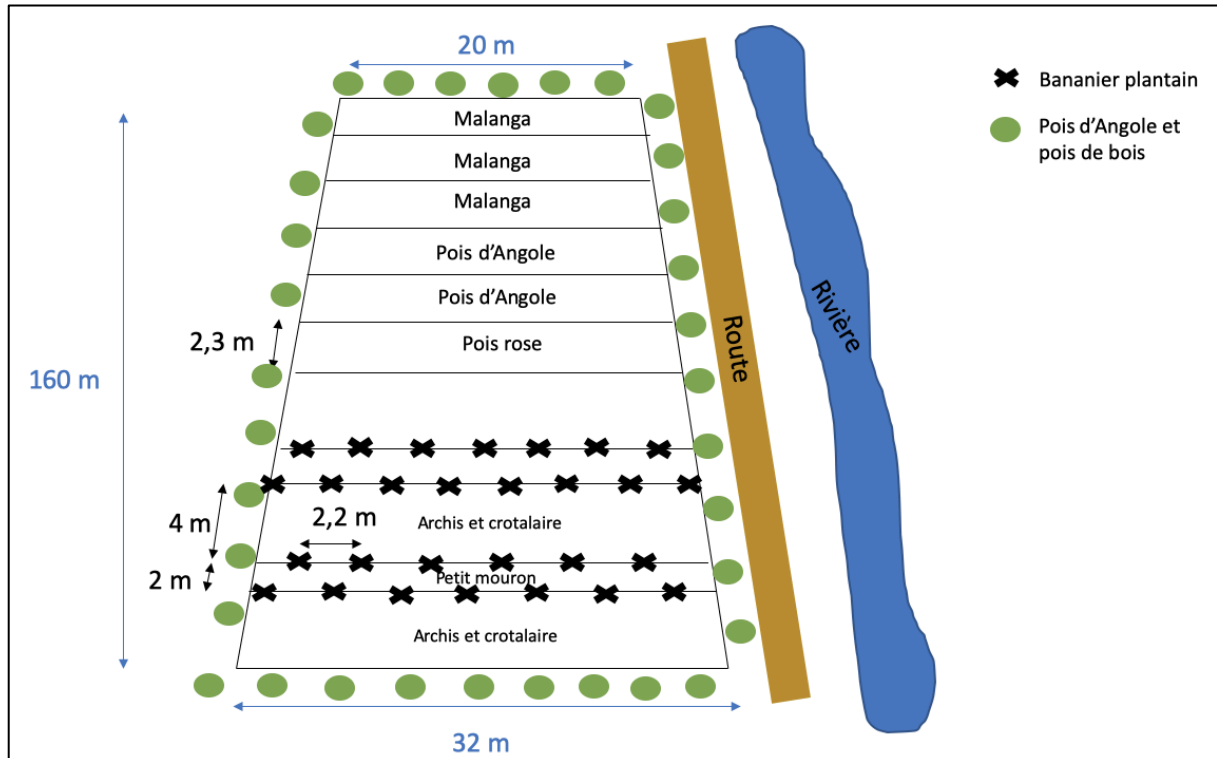 20 m
Bananier plantain
Pois d'Angole et
pois de bois
Malanga
Malanga
Malanga
Pois d'Angole
Pois d'Angole
2,3 m
Pois rose
Route
Rivière
160 m
4 m
2,2 m
Archis et crotalaire
2 m
Petit mouron
Archis et crotalaire
32 m